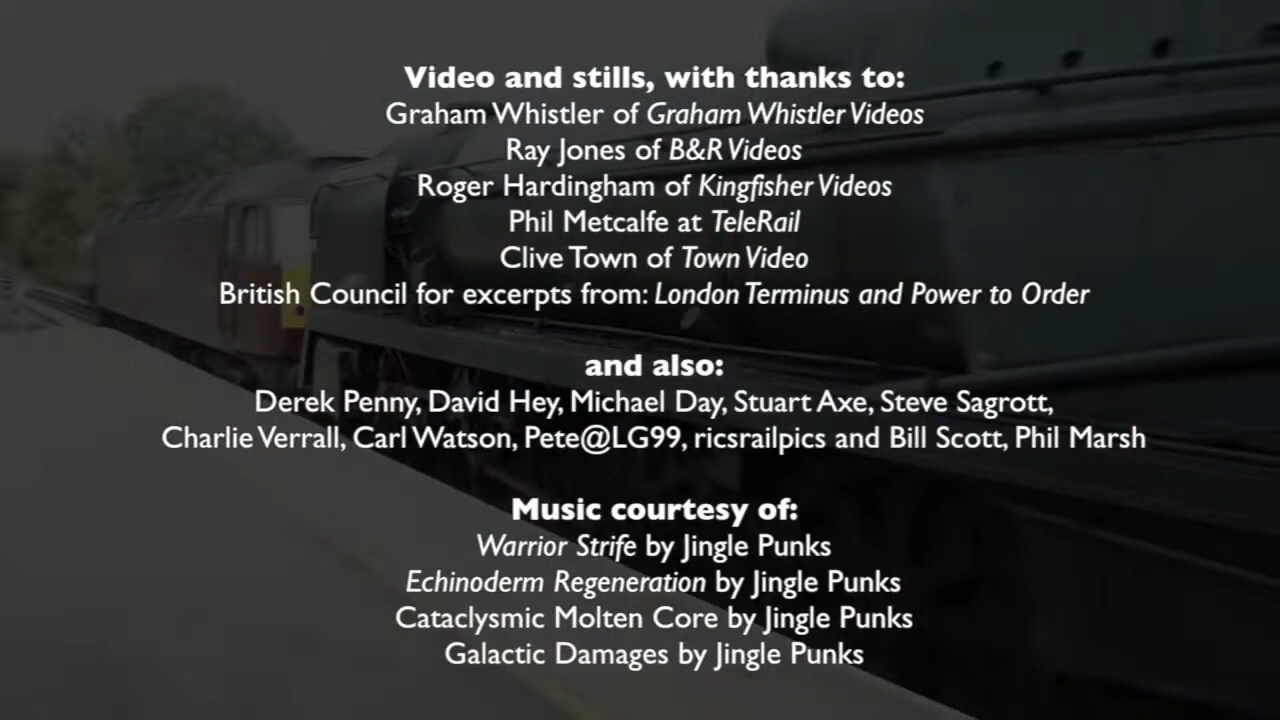 Video and stills, with thanks to:
Graham Whistler of Graham Whistler Videos
Ray Jones of B&R Videos
Roger Hardingham of Kingfisher Videos
Phil Metcalfe at TeleRail
Clive Town of Town Video
British Council for excerpts from: London Terminus and Power to Order
and also:
Derek Penny, David Hey, Michael Day, Stuart Axe, Steve Sagrott,
Charlie Verrall, Carl Watson, Pete@LG99, ricsrailpics and Bill Scott, Phil Marsh
Music courtesy of:
Warrior Strife by Jingle Punks
Echinoderm Regeneration by Jingle Punks
Cataclysmic Molten Core by Jingle Punks
Galactic Damages by Jingle Punks